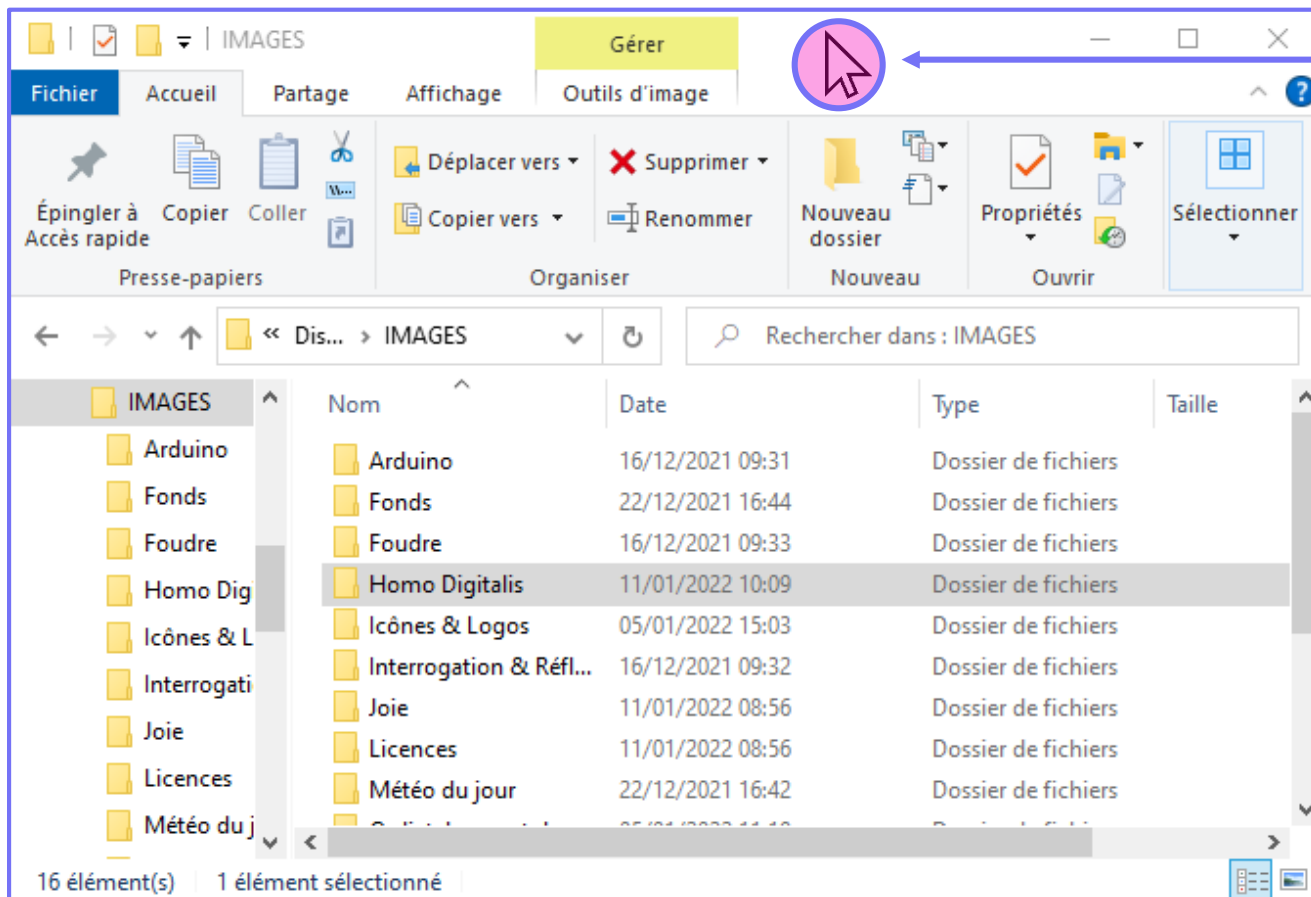 IMAGES
Gérer
Fichier Accueil Partage Affichage Outils d'image
Épingler à Accès rapide
Copier
Coller
Déplacer vers
Copier vers
Supprimer
Renommer
Nouveau dossier
Propriétés
Sélectionner
Presse-papiers Organiser Nouveau Ouvrir
« Dis... > IMAGES
Rechercher dans : IMAGES
IMAGES
Arduino
Fonds
Foudre
Homo Dig
Icônes & L
Interrogati
Joie
Licences
Météo du j
Nom Date Type Taille
Arduino 16/12/2021 09:31 Dossier de fichiers
Fonds 22/12/2021 16:44 Dossier de fichiers
Foudre 16/12/2021 09:33 Dossier de fichiers
Homo Digitalis 11/01/2022 10:09 Dossier de fichiers
Icônes & Logos 05/01/2022 15:03 Dossier de fichiers
Interrogation & Réfl... 16/12/2021 09:32 Dossier de fichiers
Joie 11/01/2022 08:56 Dossier de fichiers
Licences 11/01/2022 08:56 Dossier de fichiers
Météo du jour 22/12/2021 16:42 Dossier de fichiers
16 élément(s) 1 élément sélectionné